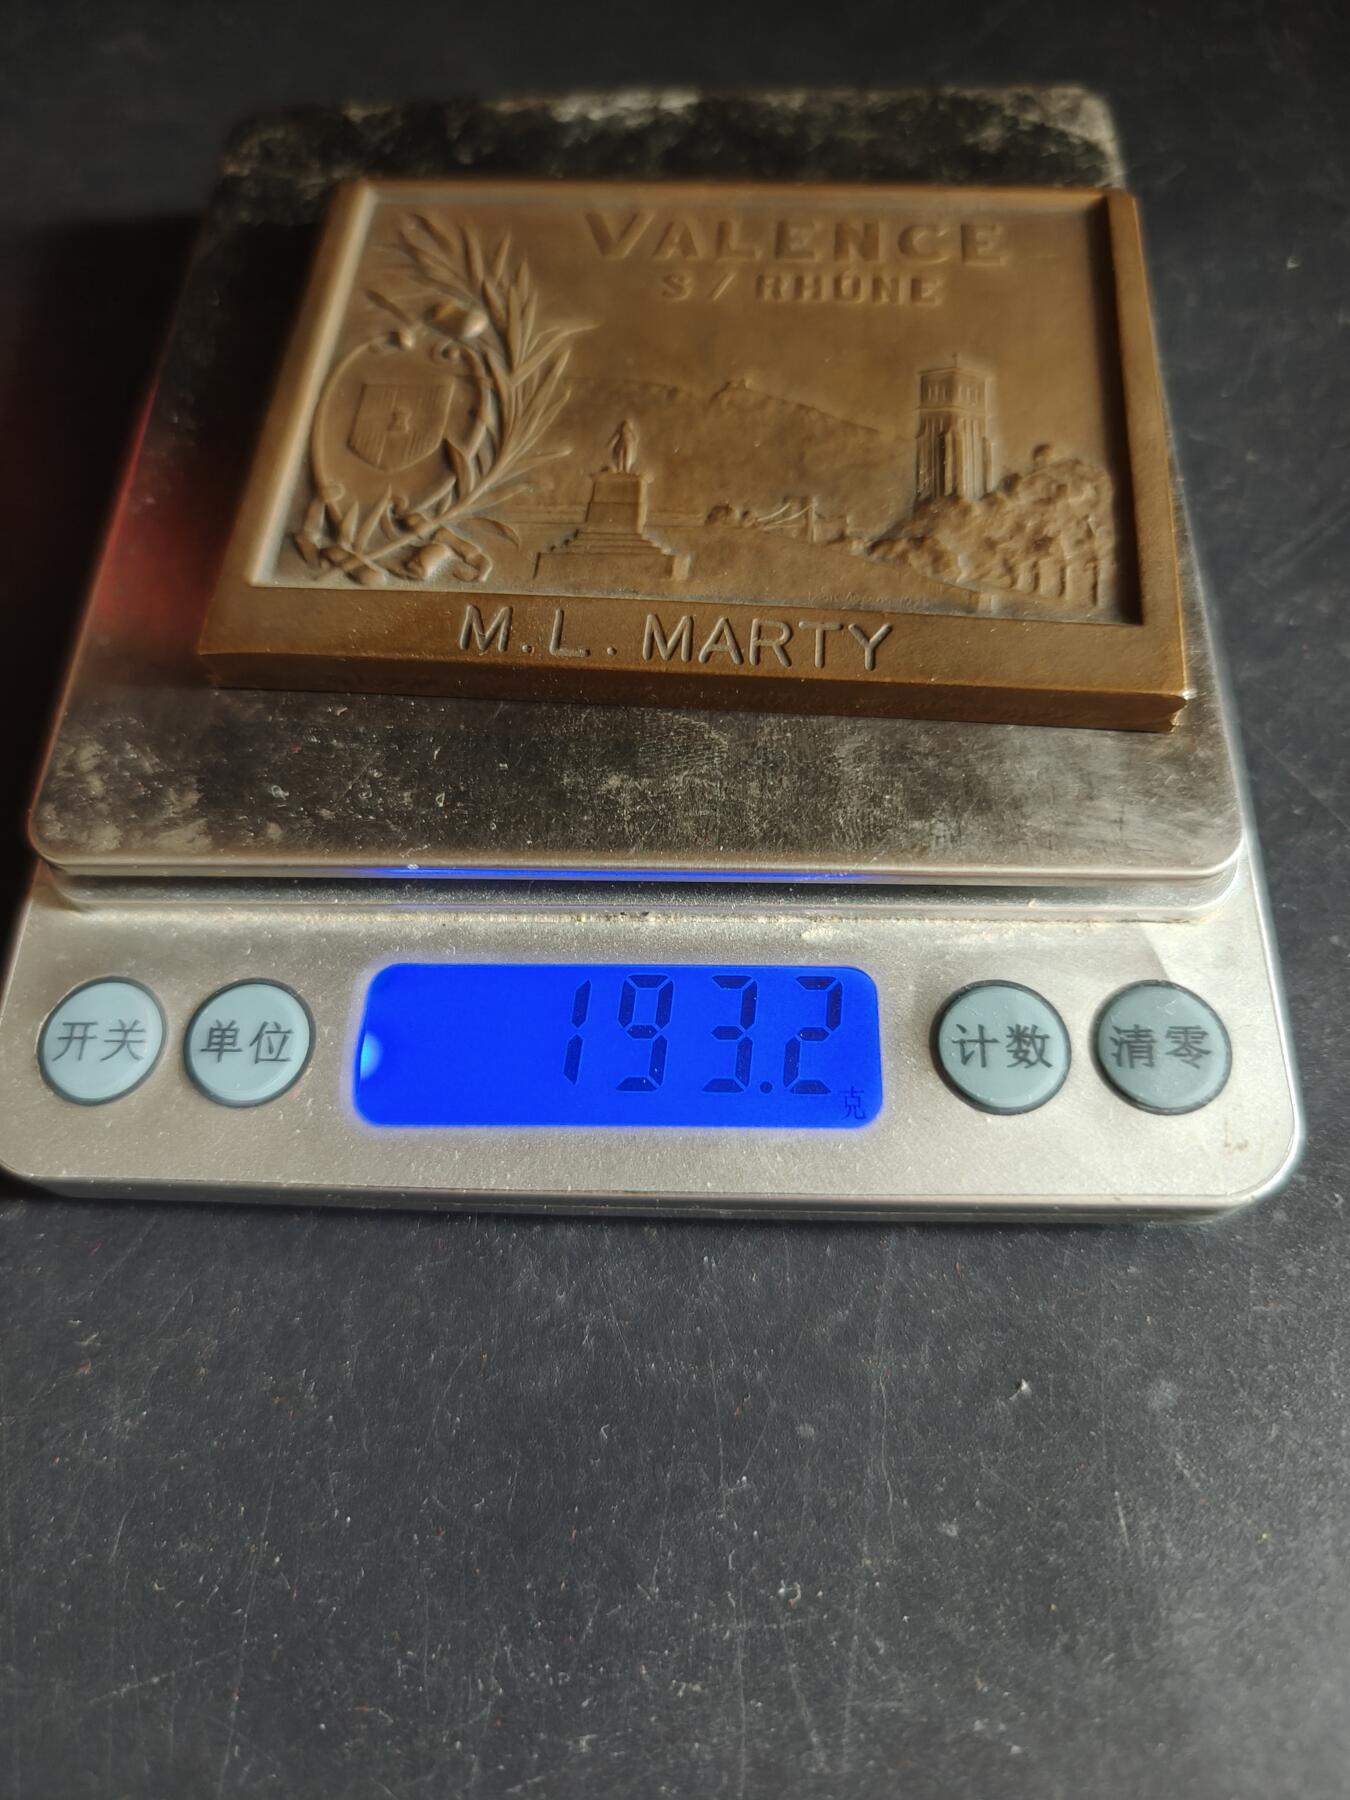 VALENCE
S/RHÔNE
M.L. MARTY
193.2
克
开关
单位
计数
清零